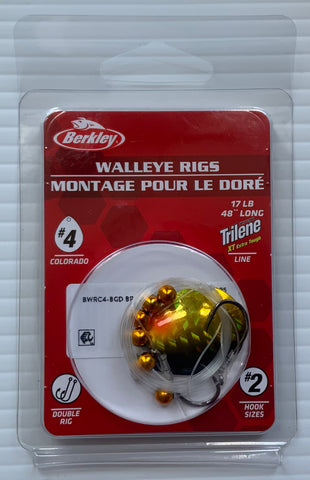 Berkley
WALLEYE RIGS
MONTAGE POUR LE DORÉ
17 LB
48" LONG
#4
Trilene
XT Extra Tough
COLORADO
LINE
BWRC4-BGD
DOUBLE
RIG
#2
HOOK
SIZES